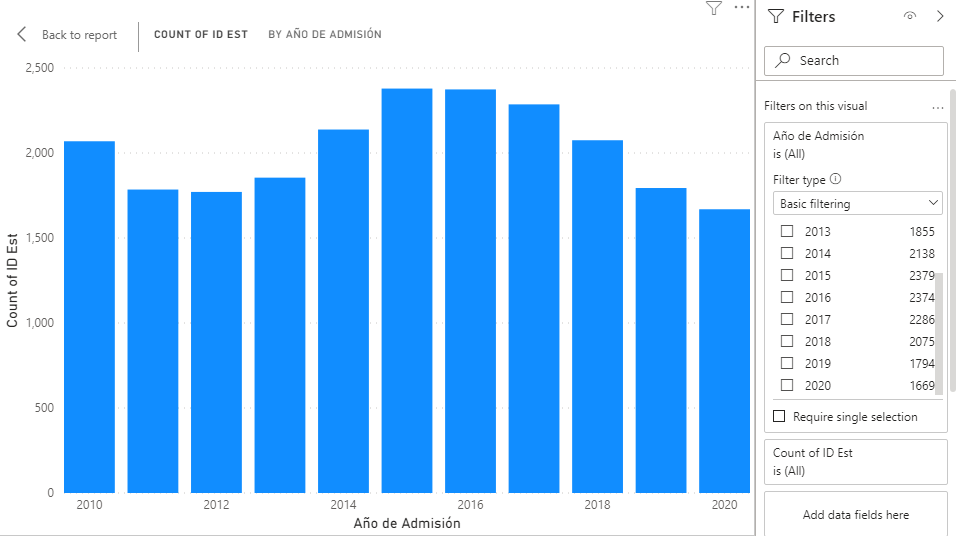 Back to report
COUNT OF ID EST
BY AÑO DE ADMISIÓN
2,500
2,000
1,500
1,000
500
0
Count of ID Est
2010 2012 2014 2016 2018 2020
Año de Admisión
Filters
Search
Filters on this visual
Año de Admisión
is (All)
Filter type
Basic filtering
2013 1855
2014 2138
2015 2379
2016 2374
2017 2286
2018 2075
2019 1794
2020 1669
Require single selection
Count of ID Est
is (All)
Add data fields here